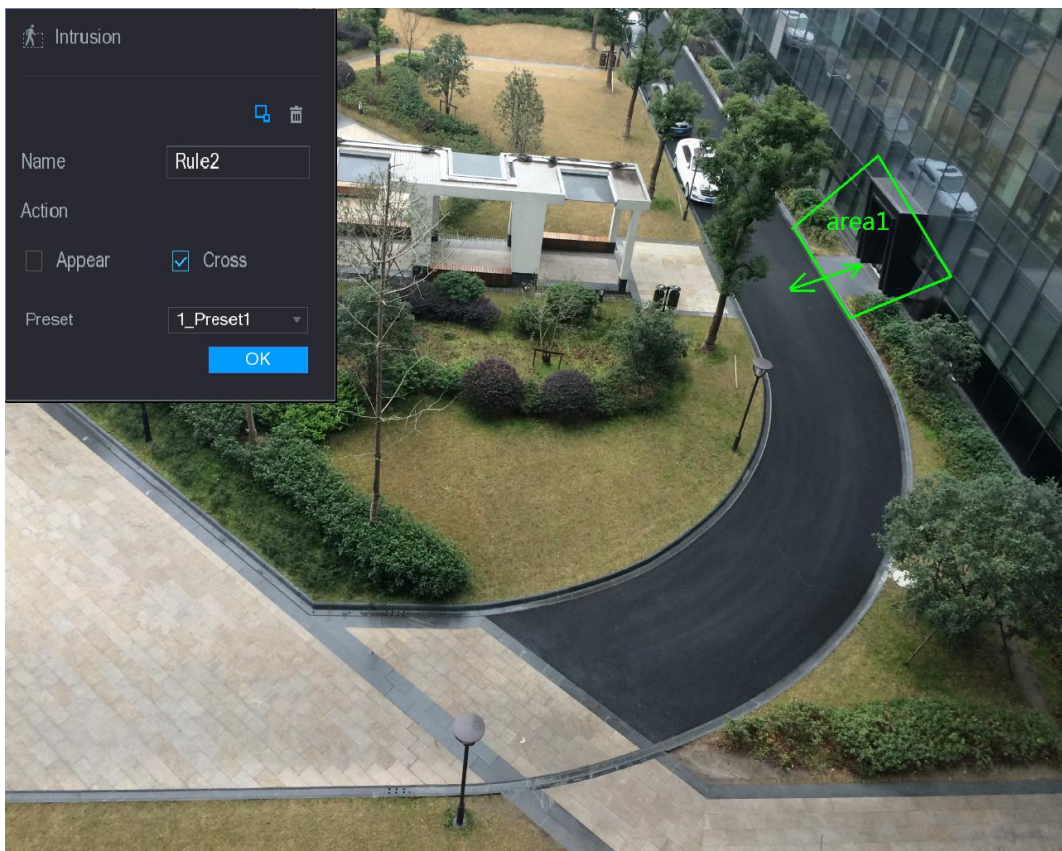 Intrusion
Name Rule2
Action
Appear Cross
Preset 1_Preset1
OK
area1